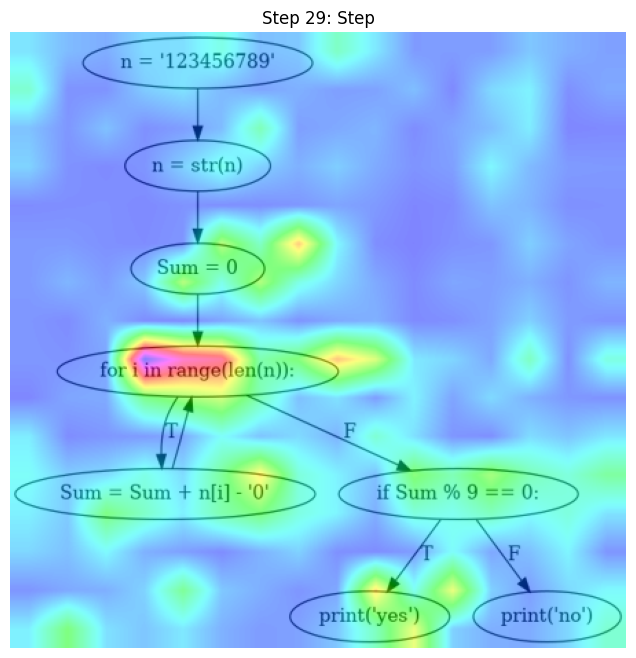 Step 29: Step
n = '123456789'
n = str(n)
Sum = 0
for i in range(len(n)):
T
F
Sum = Sum + n[i] - '0'
if Sum % 9 == 0:
T
F
print('yes')
print('no')